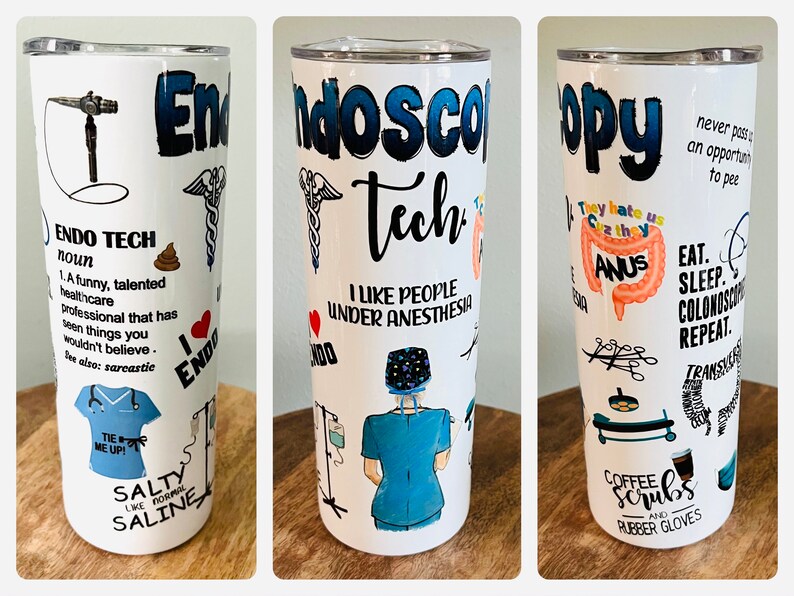 End
ENDO TECH
noun
1. A funny, talented
healthcare
professional that has
seen things you
wouldn't believe .
See also: sarcastic
I ❤
ENDO
TIE
ME UP!
SALTY
LIKE NORMAL
SALINE
ndoscop
Tech.
I LIKE PEOPLE
UNDER ANESTHESIA
ENDO
opy
never pass up
an opportunity
to pee
They hate us
Cuz they
ANUS
EAT.
SLEEP.
COLONOSCOPIES
REPEAT.
TRANSVERSE
COFFEE
Scrubs
AND
RUBBER GLOVES